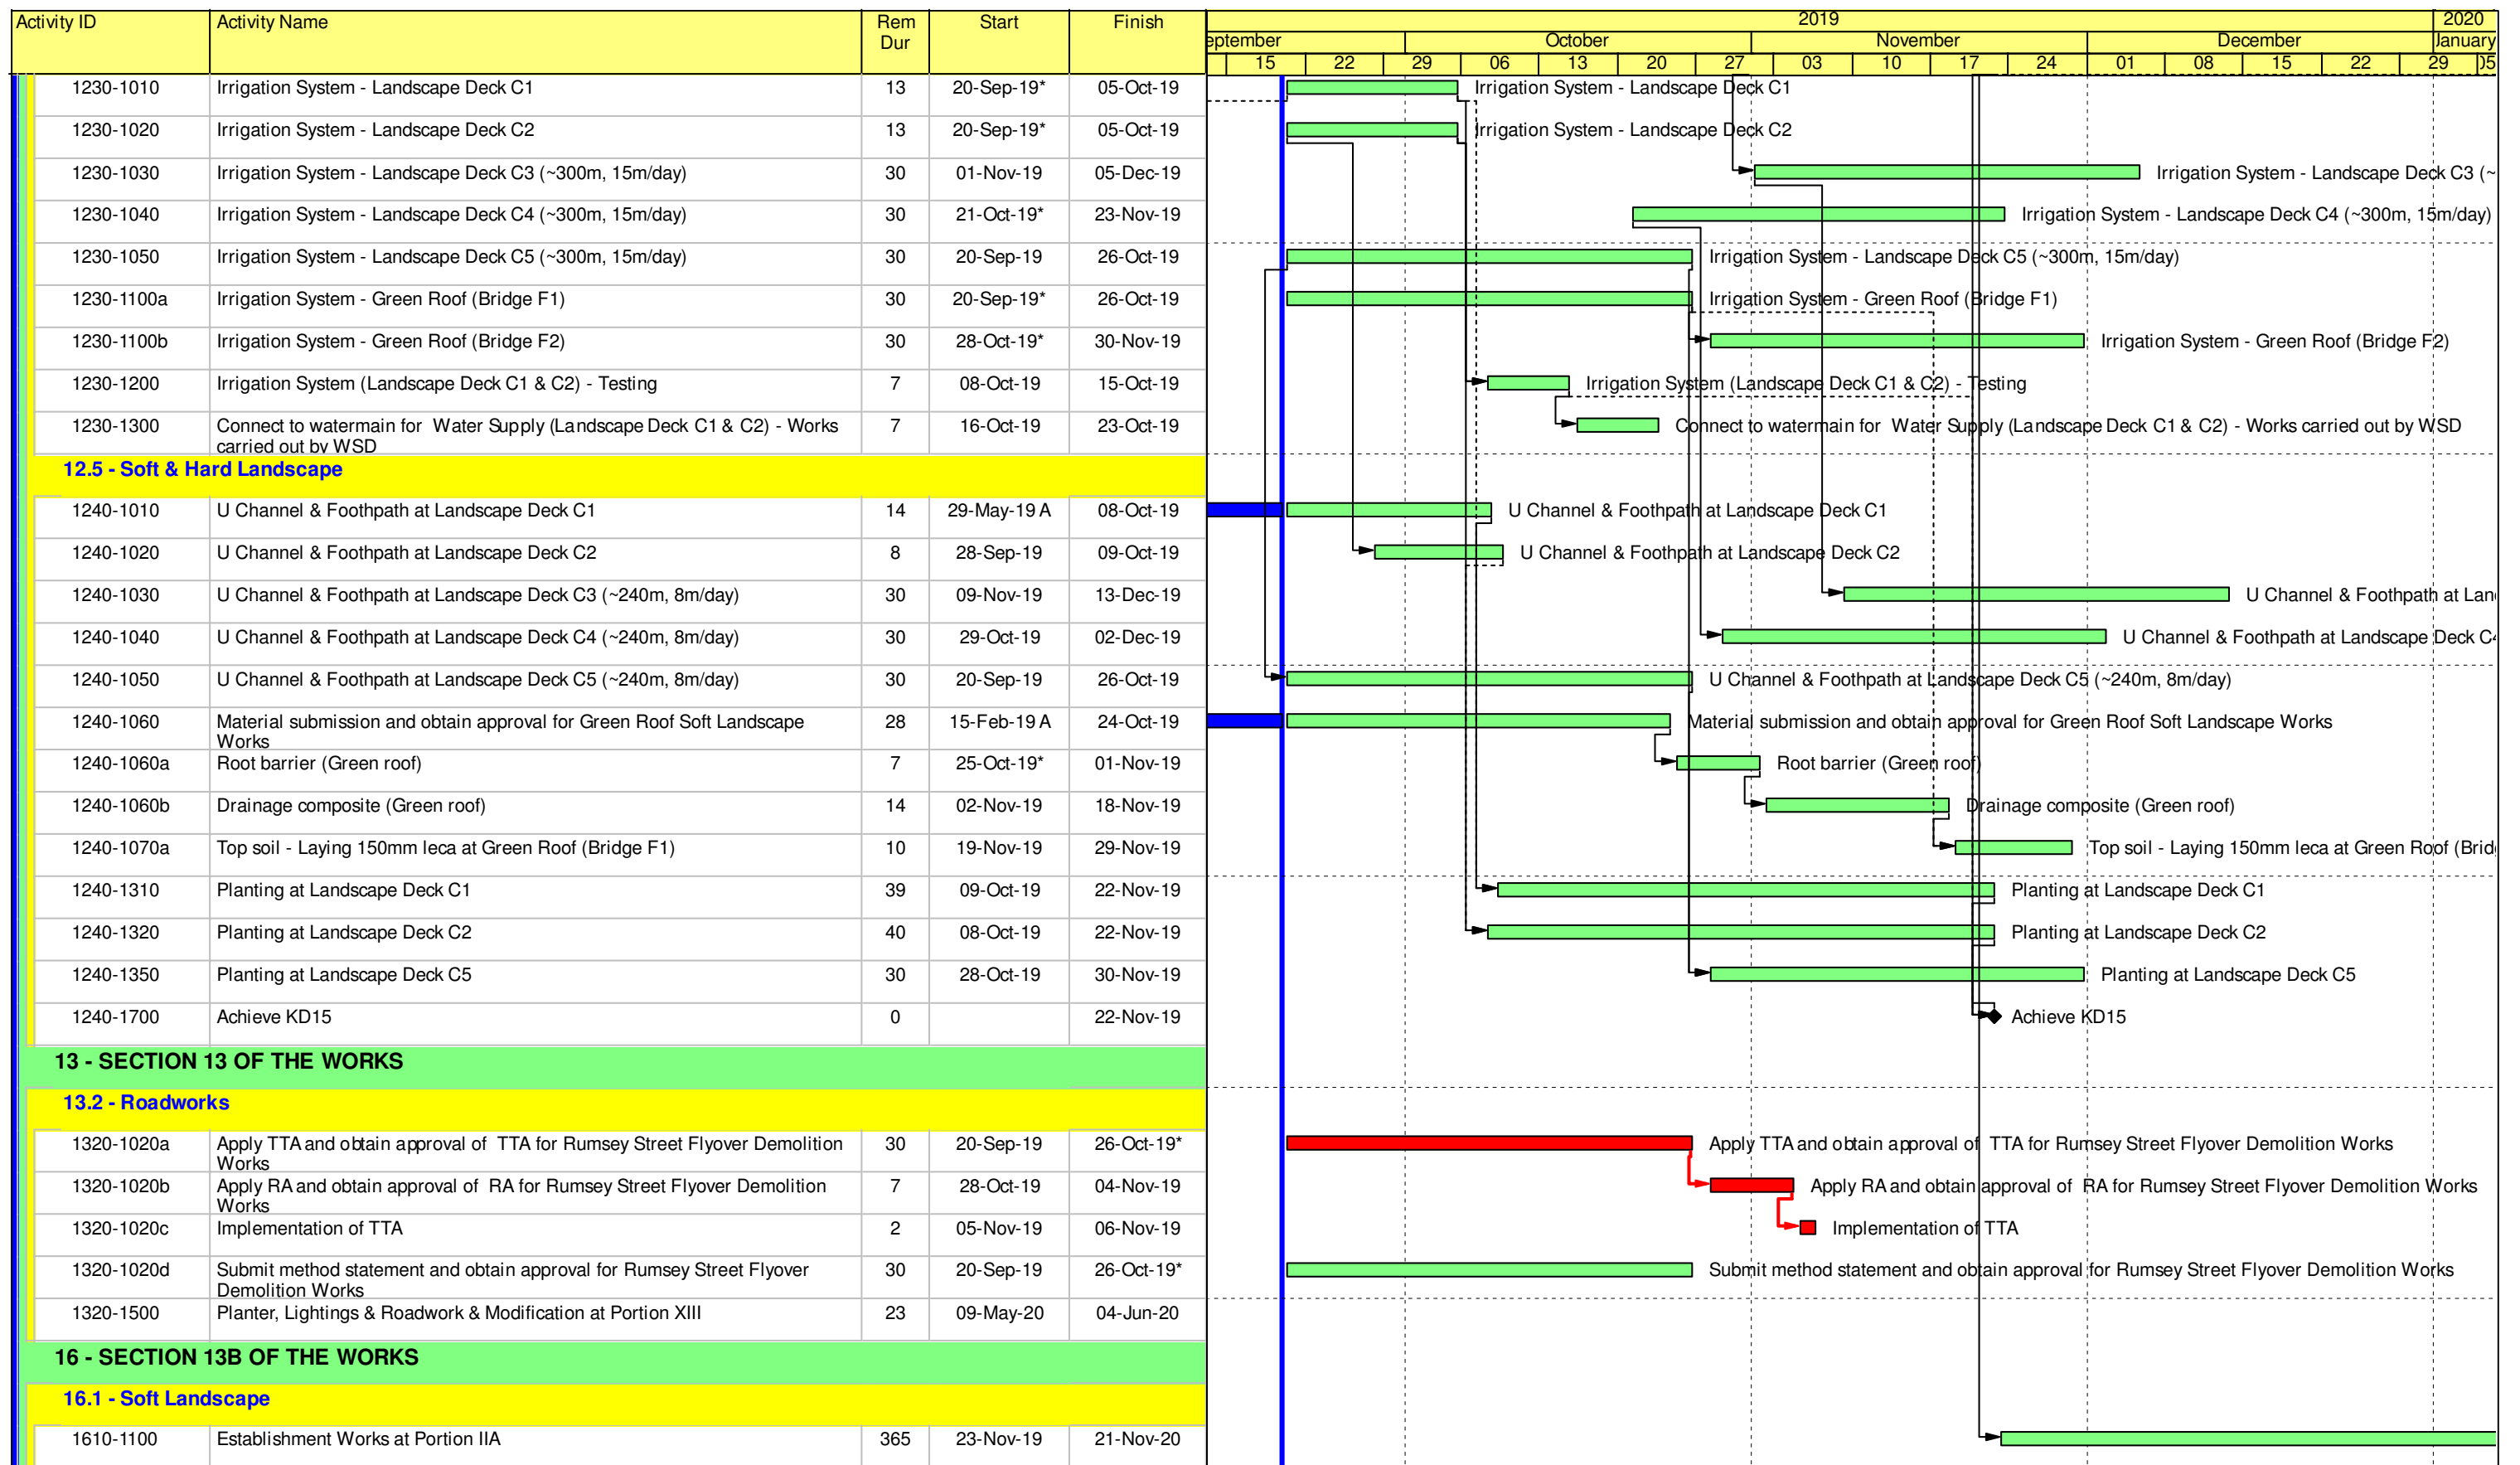 Activity ID Activity Name Rem Dur Start Finish
2019 2020
eptember October November December January
15 22 29 06 13 20 27 03 10 17 24 01 08 15 22 29 05
1230-1010 Irrigation System - Landscape Deck C1 13 20-Sep-19* 05-Oct-19 Irrigation System - Landscape Deck C1
1230-1020 Irrigation System - Landscape Deck C2 13 20-Sep-19* 05-Oct-19 Irrigation System - Landscape Deck C2
1230-1030 Irrigation System - Landscape Deck C3 (~300m, 15m/day) 30 01-Nov-19 05-Dec-19 Irrigation System - Landscape Deck C3 (~
1230-1040 Irrigation System - Landscape Deck C4 (~300m, 15m/day) 30 21-Oct-19* 23-Nov-19 Irrigation System - Landscape Deck C4 (~300m, 15m/day)
1230-1050 Irrigation System - Landscape Deck C5 (~300m, 15m/day) 30 20-Sep-19 26-Oct-19 Irrigation System - Landscape Deck C5 (~300m, 15m/day)
1230-1100a Irrigation System - Green Roof (Bridge F1) 30 20-Sep-19* 26-Oct-19 Irrigation System - Green Roof (Bridge F1)
1230-1100b Irrigation System - Green Roof (Bridge F2) 30 28-Oct-19* 30-Nov-19 Irrigation System - Green Roof (Bridge F2)
1230-1200 Irrigation System (Landscape Deck C1 & C2) - Testing 7 08-Oct-19 15-Oct-19 Irrigation System (Landscape Deck C1 & C2) - Testing
1230-1300 Connect to watermain for Water Supply (Landscape Deck C1 & C2) - Works 7 16-Oct-19 23-Oct-19 Connect to watermain for Water Supply (Landscape Deck C1 & C2) - Works carried out by WSD
carried out by WSD
12.5 - Soft & Hard Landscape
1240-1010 U Channel & Footpath at Landscape Deck C1 14 29-May-19 A 08-Oct-19 U Channel & Footpath at Landscape Deck C1
1240-1020 U Channel & Footpath at Landscape Deck C2 8 28-Sep-19 09-Oct-19 U Channel & Footpath at Landscape Deck C2
1240-1030 U Channel & Footpath at Landscape Deck C3 (~240m, 8m/day) 30 09-Nov-19 13-Dec-19 U Channel & Footpath at Lan
1240-1040 U Channel & Footpath at Landscape Deck C4 (~240m, 8m/day) 30 29-Oct-19 02-Dec-19 U Channel & Footpath at Landscape Deck C4
1240-1050 U Channel & Footpath at Landscape Deck C5 (~240m, 8m/day) 30 20-Sep-19 26-Oct-19 U Channel & Footpath at Landscape Deck C5 (~240m, 8m/day)
1240-1060 Material submission and obtain approval for Green Roof Soft Landscape 28 15-Feb-19 A 24-Oct-19 Material submission and obtain approval for Green Roof Soft Landscape Works
Works
1240-1060a Root barrier (Green roof) 7 25-Oct-19* 01-Nov-19 Root barrier (Green roof)
1240-1060b Drainage composite (Green roof) 14 02-Nov-19 18-Nov-19 Drainage composite (Green roof)
1240-1070a Top soil - Laying 150mm leca at Green Roof (Bridge F1) 10 19-Nov-19 29-Nov-19 Top soil - Laying 150mm leca at Green Roof (Brid
1240-1310 Planting at Landscape Deck C1 39 09-Oct-19 22-Nov-19 Planting at Landscape Deck C1
1240-1320 Planting at Landscape Deck C2 40 08-Oct-19 22-Nov-19 Planting at Landscape Deck C2
1240-1350 Planting at Landscape Deck C5 30 28-Oct-19 30-Nov-19 Planting at Landscape Deck C5
1240-1700 Achieve KD15 0 22-Nov-19 Achieve KD15
13 - SECTION 13 OF THE WORKS
13.2 - Roadworks
1320-1020a Apply TTA and obtain approval of TTA for Rumsey Street Flyover Demolition 30 20-Sep-19 26-Oct-19* Apply TTA and obtain approval of TTA for Rumsey Street Flyover Demolition Works
Works
1320-1020b Apply RA and obtain approval of RA for Rumsey Street Flyover Demolition 7 28-Oct-19 04-Nov-19 Apply RA and obtain approval of RA for Rumsey Street Flyover Demolition Works
Works
1320-1020c Implementation of TTA 2 05-Nov-19 06-Nov-19 Implementation of TTA
1320-1020d Submit method statement and obtain approval for Rumsey Street Flyover 30 20-Sep-19 26-Oct-19* Submit method statement and obtain approval for Rumsey Street Flyover Demolition Works
Demolition Works
1320-1500 Planter, Lightings & Roadwork & Modification at Portion XIII 23 09-May-20 04-Jun-20
16 - SECTION 13B OF THE WORKS
16.1 - Soft Landscape
1610-1100 Establishment Works at Portion IIA 365 23-Nov-19 21-Nov-20